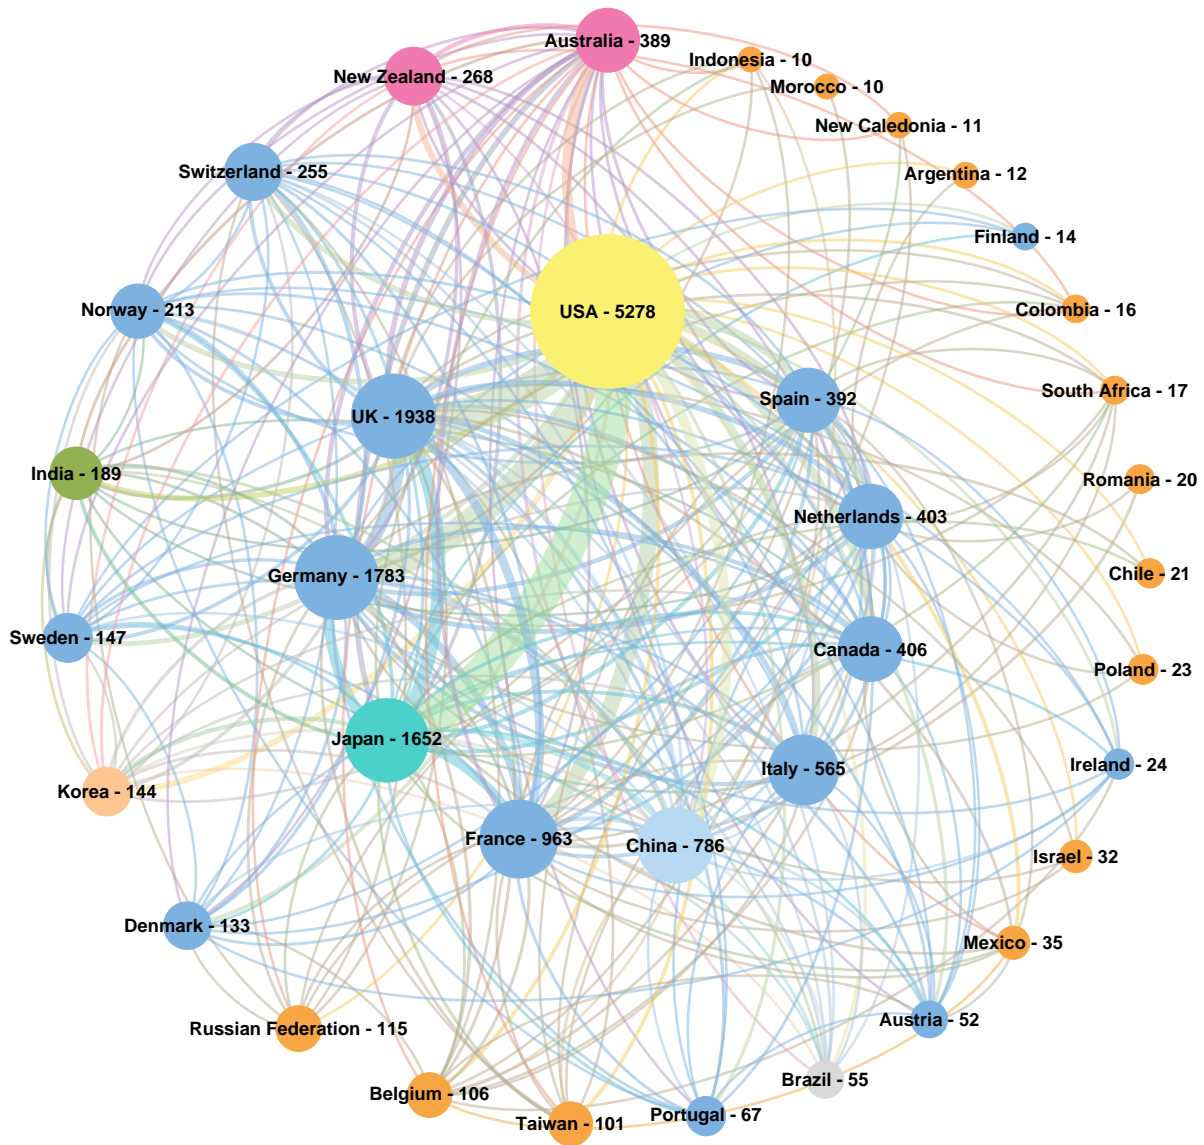 Australia - 389
Indonesia - 10
New Zealand - 268
Morocco - 10
New Caledonia - 11
Switzerland - 255
Argentina - 12
Finland - 14
Norway - 213
USA - 5278
Colombia - 16
South Africa - 17
Spain - 392
UK - 1938
India - 189
Romania - 20
Netherlands - 403
Germany - 1783
Chile - 21
Sweden - 147
Canada - 406
Poland - 23
Japan - 1652
Italy - 565
Ireland - 24
Korea - 144
France - 963
China - 786
Israel - 32
Denmark - 133
Mexico - 35
Russian Federation - 115
Austria - 52
Brazil - 55
Belgium - 106
Taiwan - 101
Portugal - 67